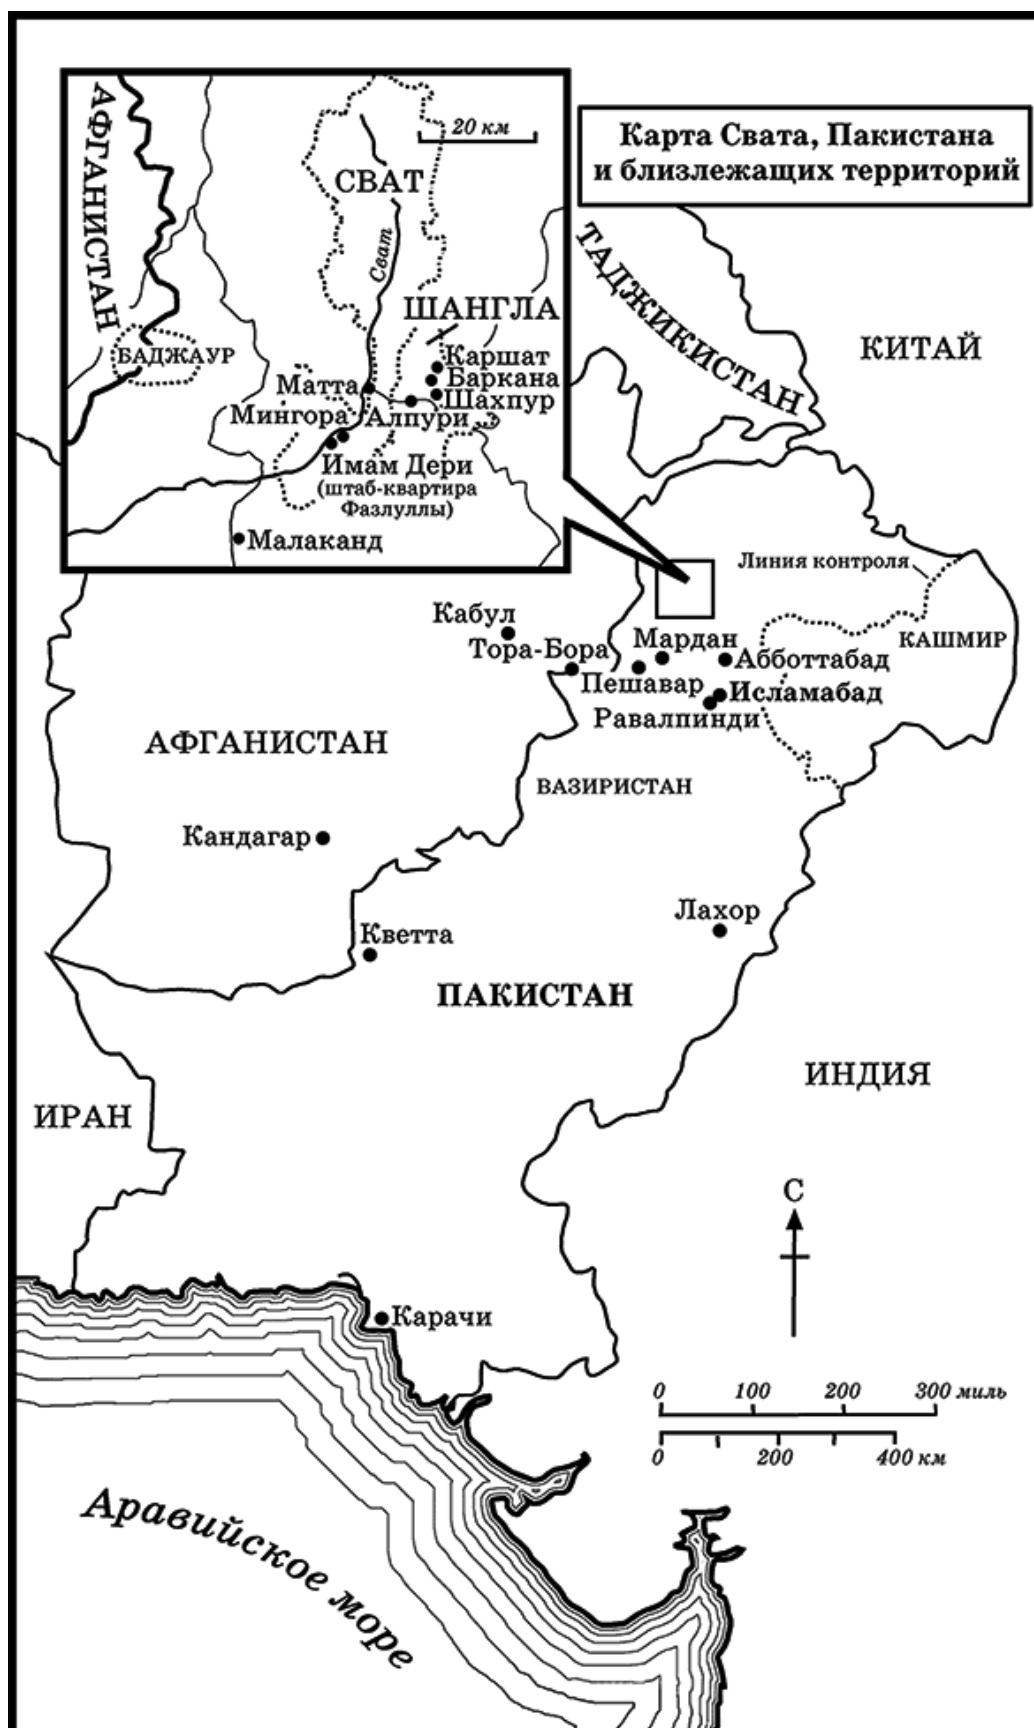 Карта Свата, Пакистана
и близлежащих территорий
АФГАНИСТАН
20 км
СВАТ
Сват
ШАНГЛА
БАДЖАУР
Каршат
Баркана
Шахпур
Матта
Мингора
Алпури
Имам Дери
(штаб-квартира
Фазлуллы)
Малаканд
ТАДЖИКИСТАН
КИТАЙ
Линия контроля
КАШМИР
Кабул
Тора-Бора
Мардан
Абботтабад
Пешавар
Исламабад
Равалпинди
АФГАНИСТАН
ВАЗИРИСТАН
Кандагар
Лахор
Кветта
ПАКИСТАН
ИНДИЯ
ИРАН
С
Карачи
0 100 200 300 миль
0 200 400 км
Аравийское море